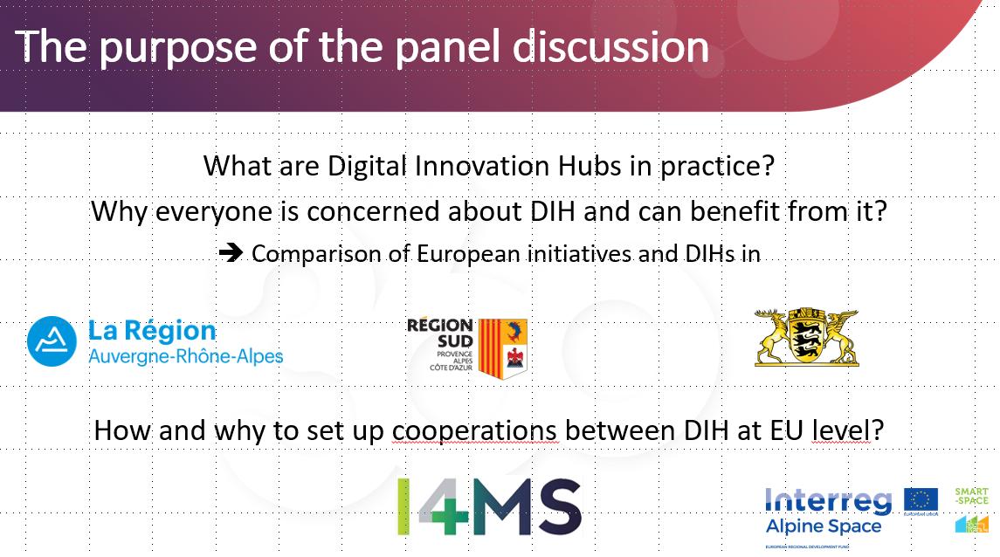 The purpose of the panel discussion
What are Digital Innovation Hubs in practice?
Why everyone is concerned about DIH and can benefit from it?
➔ Comparison of European initiatives and DIHs in
La Région
Auvergne-Rhône-Alpes
RÉGION
SUD
PROVENCE
ALPES
CÔTE D'AZUR
360
How and why to set up cooperations between DIH at EU level?
I4MS
Interreg
Alpine Space
EUROPEAN UNION
EUROPEAN REGIONAL DEVELOPMENT FUND
SMART
-SPACE